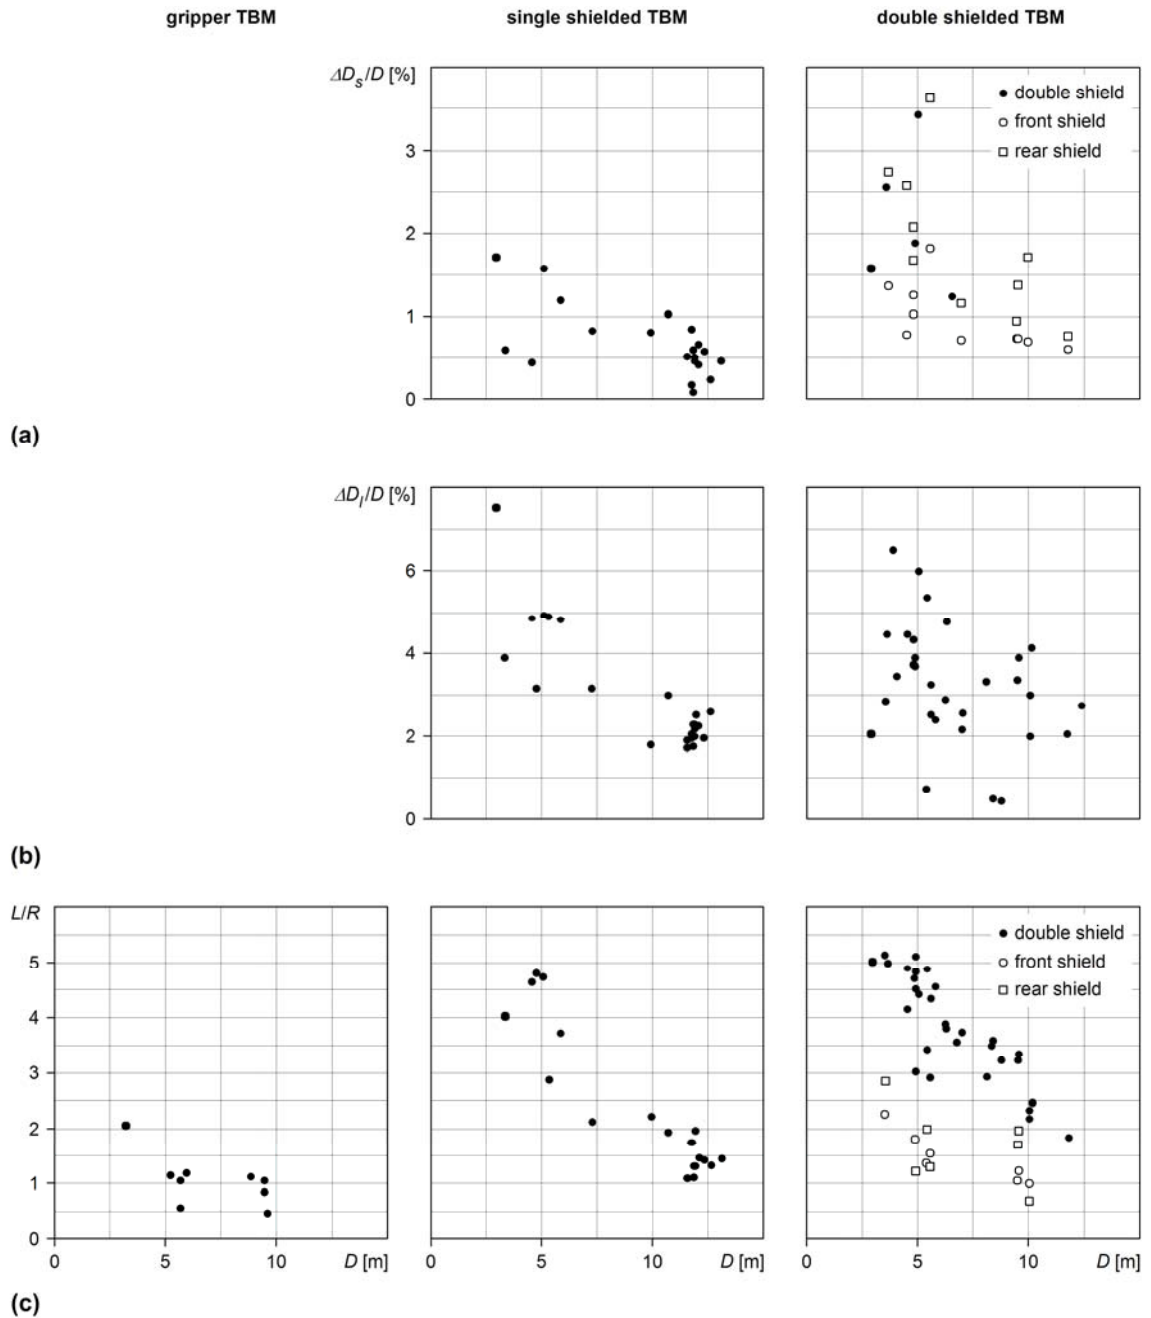 gripper TBM
single shielded TBM
double shielded TBM
ΔDs/D [%]
3
2
1
0
double shield
front shield
rear shield
(a)
ΔDl/D [%]
6
4
2
0
(b)
L/R
5
4
3
2
1
0
0 5 10 D [m]
0 5 10 D [m]
double shield
front shield
rear shield
0 5 10 D [m]
(c)